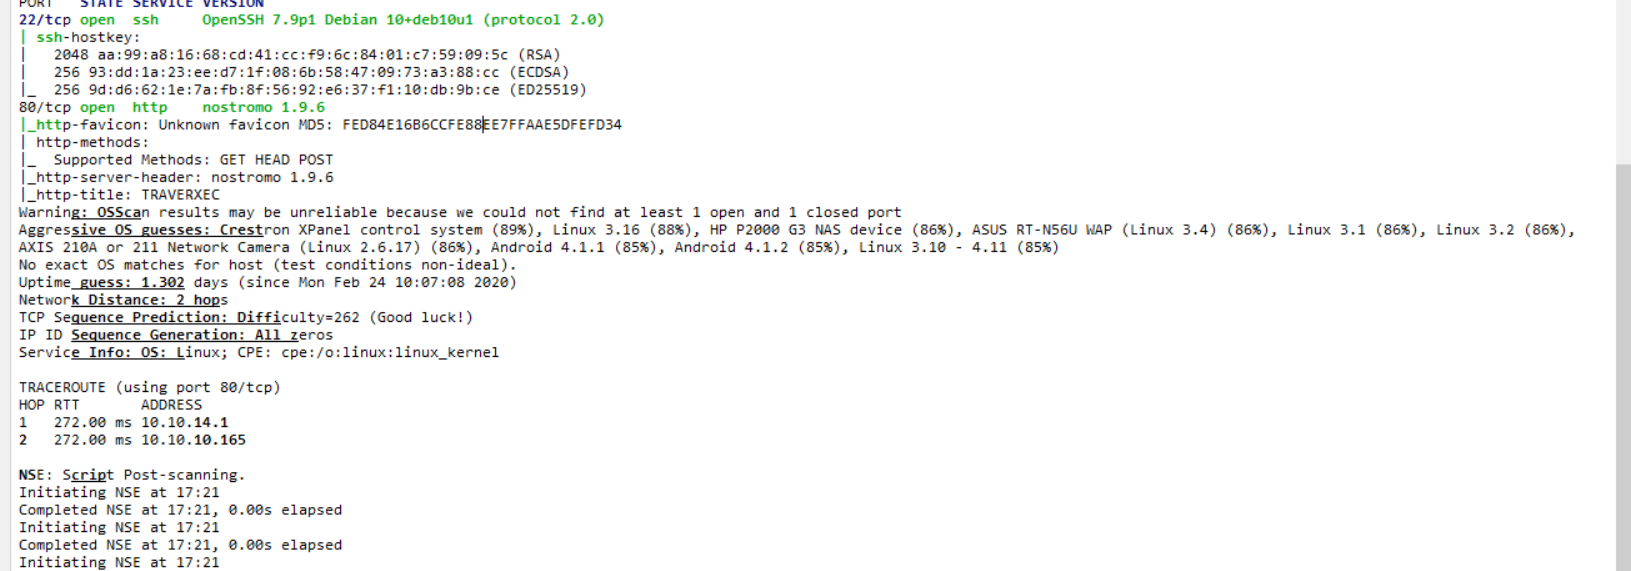 PORT   STATE SERVICE VERSION
22/tcp open  ssh     OpenSSH 7.9p1 Debian 10+deb10u1 (protocol 2.0)
| ssh-hostkey:
|   2048 aa:99:a8:16:68:cd:41:cc:f9:6c:84:01:c7:59:09:5c (RSA)
|   256 93:dd:1a:23:ee:d7:1f:08:6b:58:47:09:73:a3:88:cc (ECDSA)
|_  256 9d:d6:62:1e:7a:fb:8f:56:92:e6:37:f1:10:db:9b:ce (ED25519)
80/tcp open  http    nostromo 1.9.6
|_http-favicon: Unknown favicon MD5: FED84E16B6CCFE88EE7FFAAE5DFEFD34
| http-methods:
|_  Supported Methods: GET HEAD POST
|_http-server-header: nostromo 1.9.6
|_http-title: TRAVERXEC
Warning: OSScan results may be unreliable because we could not find at least 1 open and 1 closed port
Aggressive OS guesses: Crestron XPanel control system (89%), Linux 3.16 (88%), HP P2000 G3 NAS device (86%), ASUS RT-N56U WAP (Linux 3.4) (86%), Linux 3.1 (86%), Linux 3.2 (86%),
AXIS 210A or 211 Network Camera (Linux 2.6.17) (86%), Android 4.1.1 (85%), Android 4.1.2 (85%), Linux 3.10 - 4.11 (85%)
No exact OS matches for host (test conditions non-ideal).
Uptime guess: 1.302 days (since Mon Feb 24 10:07:08 2020)
Network Distance: 2 hops
TCP Sequence Prediction: Difficulty=262 (Good luck!)
IP ID Sequence Generation: All zeros
Service Info: OS: Linux; CPE: cpe:/o:linux:linux_kernel
TRACEROUTE (using port 80/tcp)
HOP RTT       ADDRESS
1   272.00 ms 10.10.14.1
2   272.00 ms 10.10.10.165
NSE: Script Post-scanning.
Initiating NSE at 17:21
Completed NSE at 17:21, 0.00s elapsed
Initiating NSE at 17:21
Completed NSE at 17:21, 0.00s elapsed
Initiating NSE at 17:21